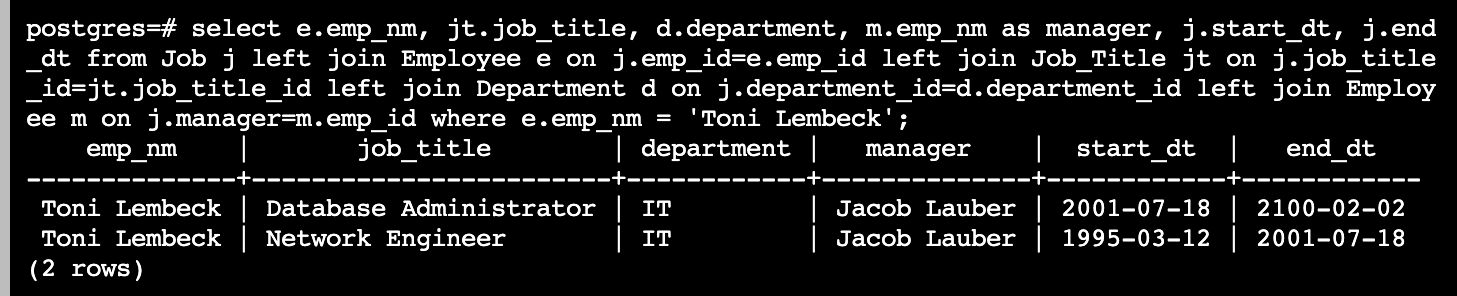 postgres=# select e.emp_nm, jt.job_title, d.department, m.emp_nm as manager, j.start_dt, j.end
_dt from Job j left join Employee e on j.emp_id=e.emp_id left join Job_Title jt on j.job_title
_id=jt.job_title_id left join Department d on j.department_id=d.department_id left join Employ
ee m on j.manager=m.emp_id where e.emp_nm = 'Toni Lembeck';
    emp_nm    |       job_title        | department |   manager    |  start_dt  |   end_dt
--------------+------------------------+------------+--------------+------------+------------
 Toni Lembeck | Database Administrator | IT         | Jacob Lauber | 2001-07-18 | 2100-02-02
 Toni Lembeck | Network Engineer       | IT         | Jacob Lauber | 1995-03-12 | 2001-07-18
(2 rows)